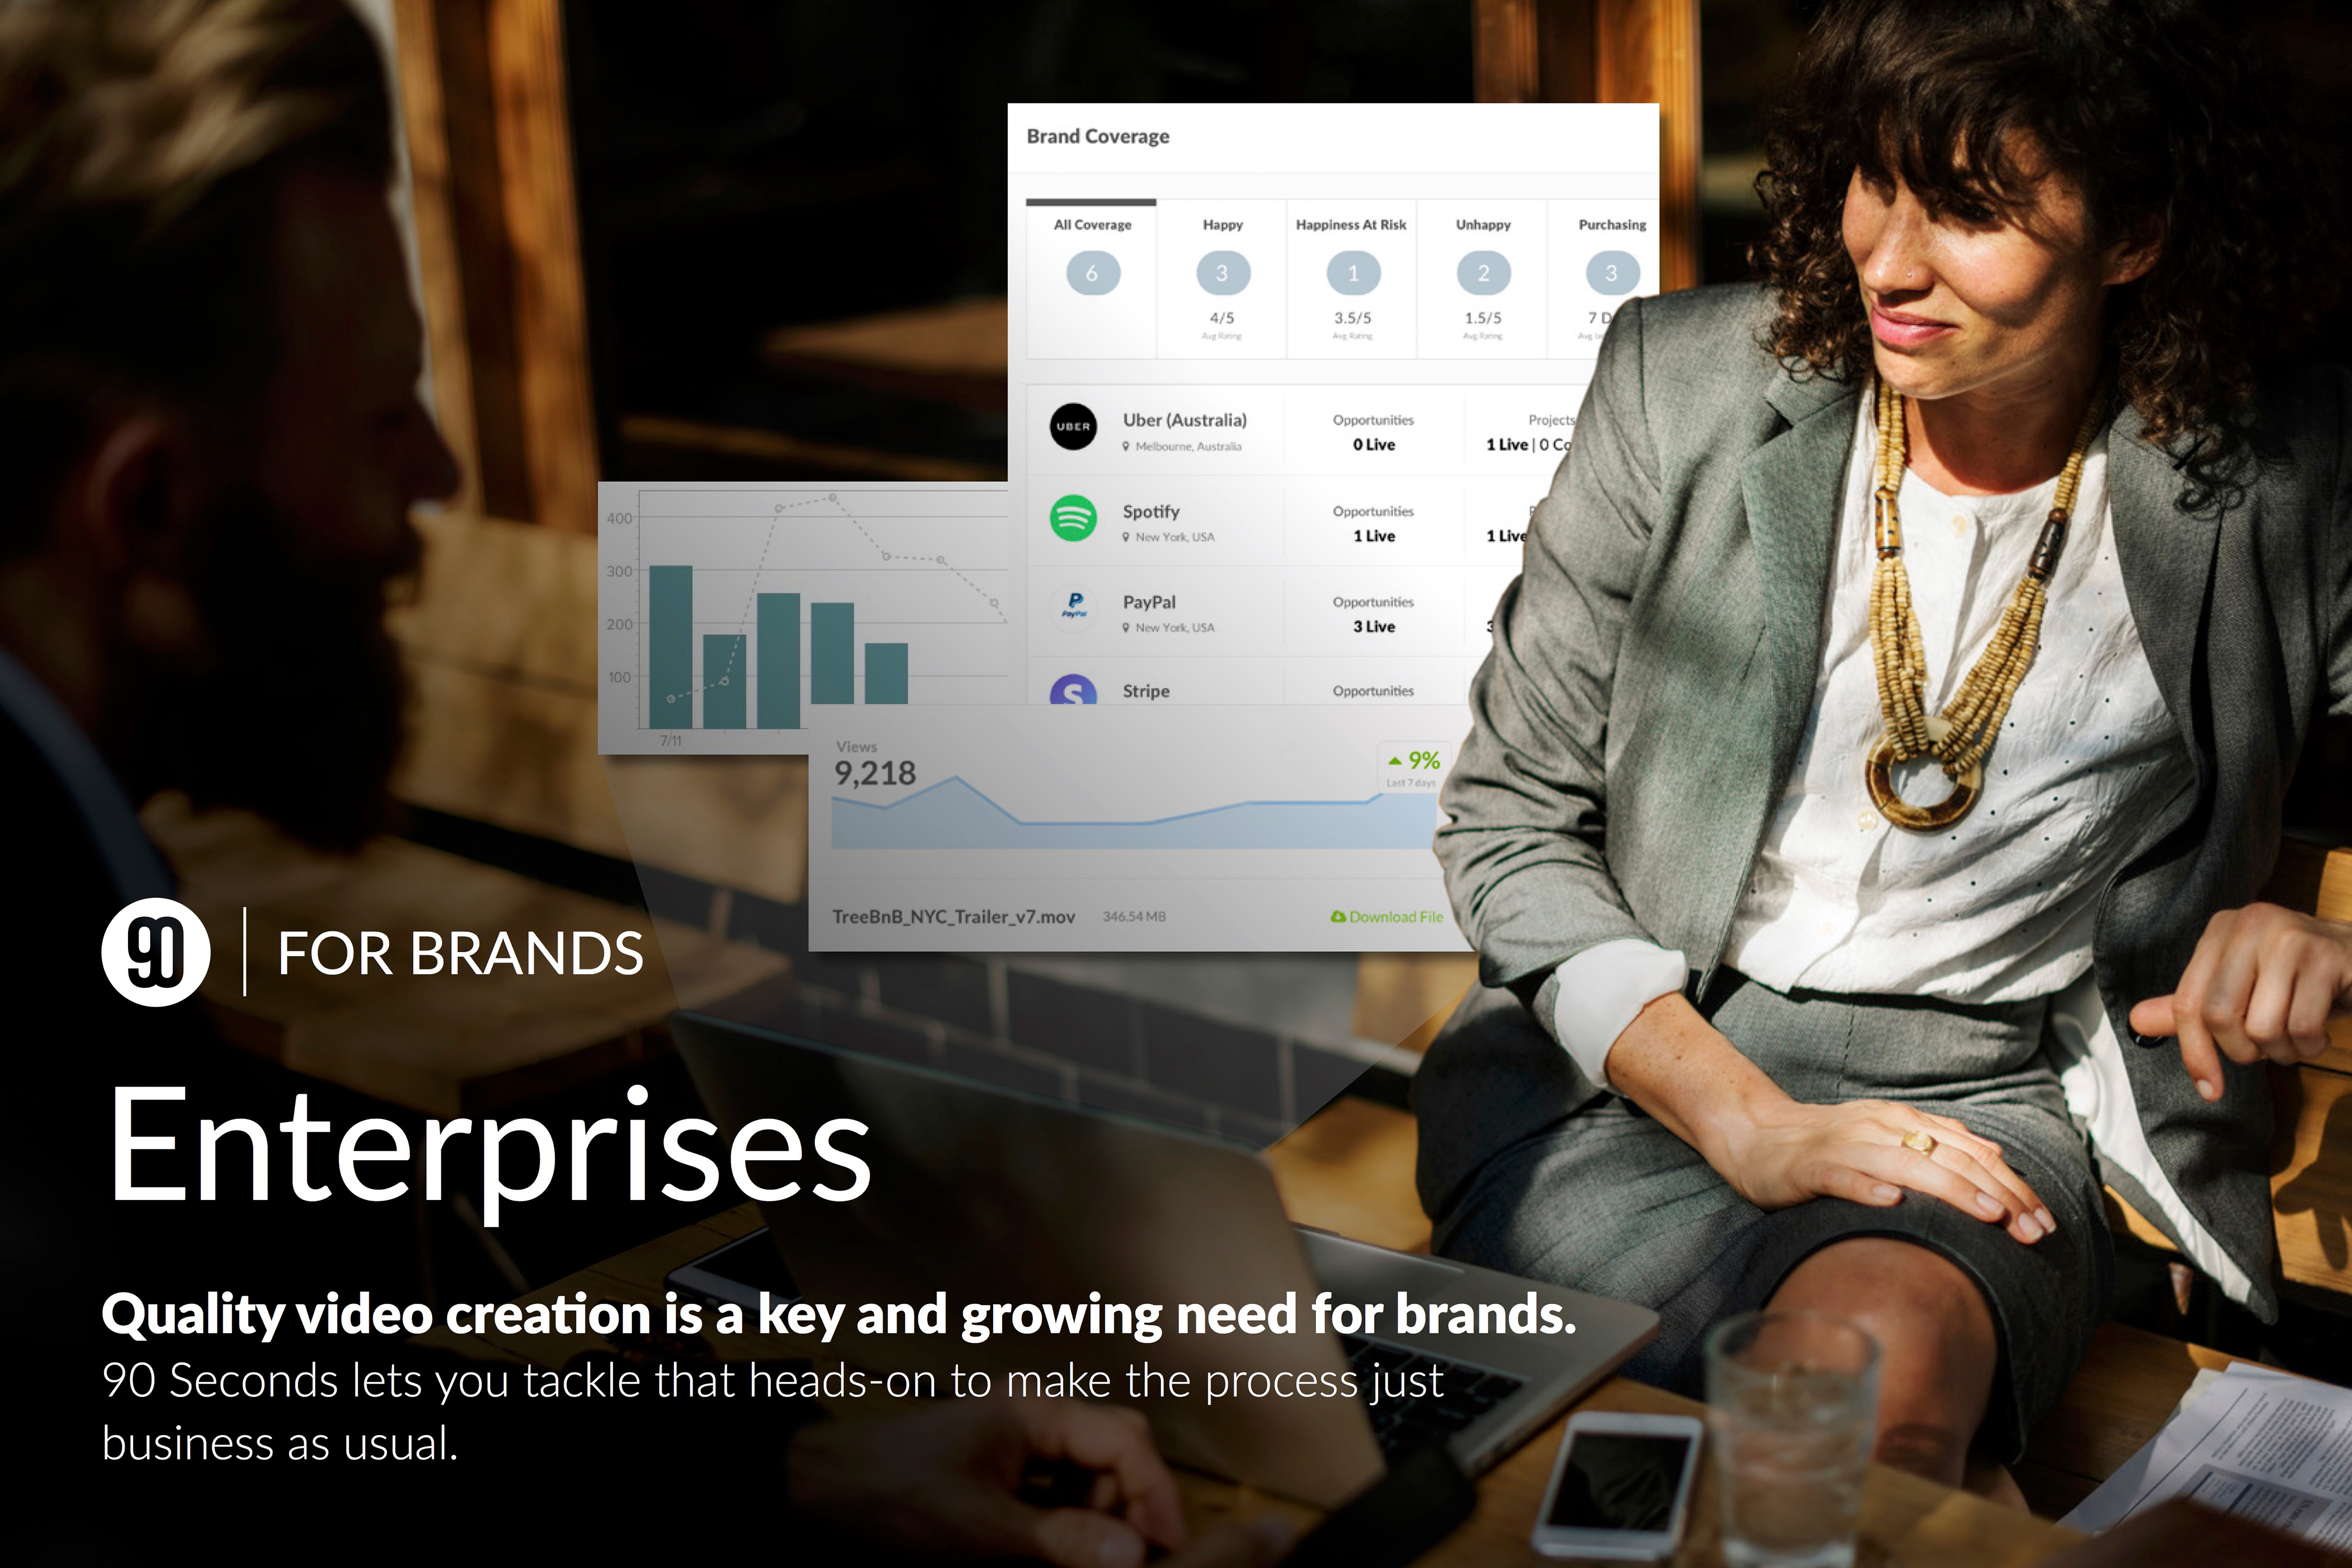 Brand Coverage
All Coverage Happy Happiness At Risk Unhappy Purchasing
6 3 1 2 3
4/5 3.5/5 1.5/5 7 D
Avg Rating Avg Rating Avg Rating Avg
UBER Uber (Australia) Opportunities Projects
Melbourne, Australia 0 Live 1 Live | 0 Co
Spotify Opportunities P
New York, USA 1 Live 1 Live
PayPal PayPal Opportunities
New York, USA 3 Live 3
S Stripe Opportunities
400
300
200
100
7/11
Views
9,218
9%
Last 7 days
TreeBnB_NYC_Trailer_v7.mov 346.54 MB Download File
90 | FOR BRANDS
Enterprises
Quality video creation is a key and growing need for brands.
90 Seconds lets you tackle that heads-on to make the process just
business as usual.